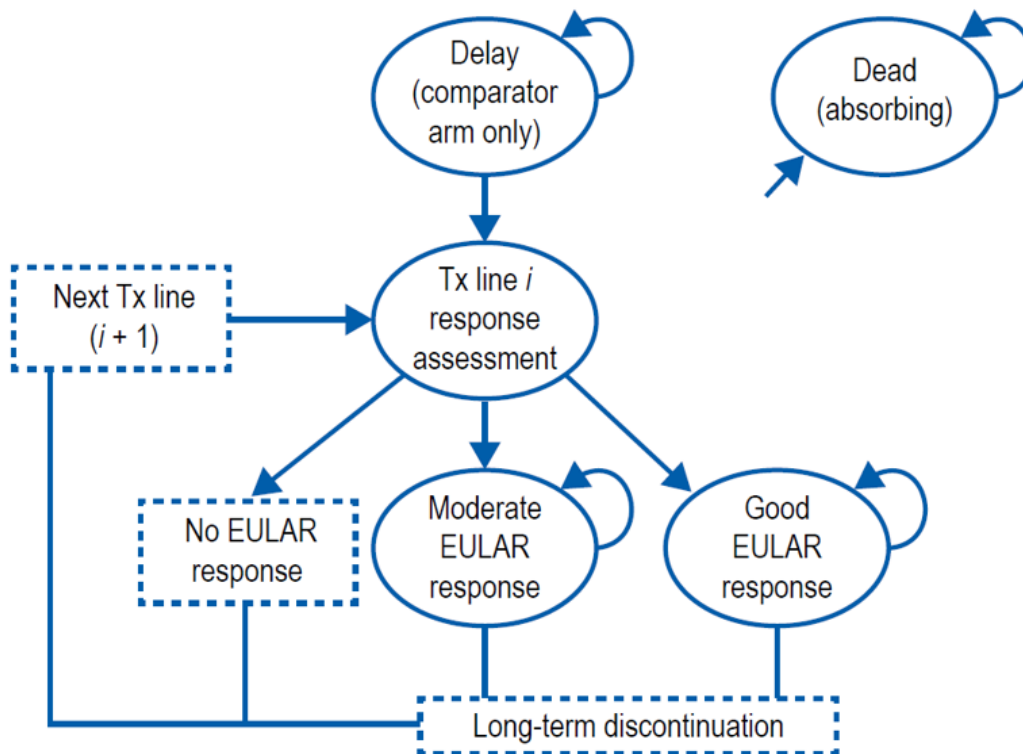 Delay
(comparator
arm only)
Dead
(absorbing)
Next Tx line
(i + 1)
Tx line i
response
assessment
No EULAR
response
Moderate
EULAR
response
Good
EULAR
response
Long-term discontinuation